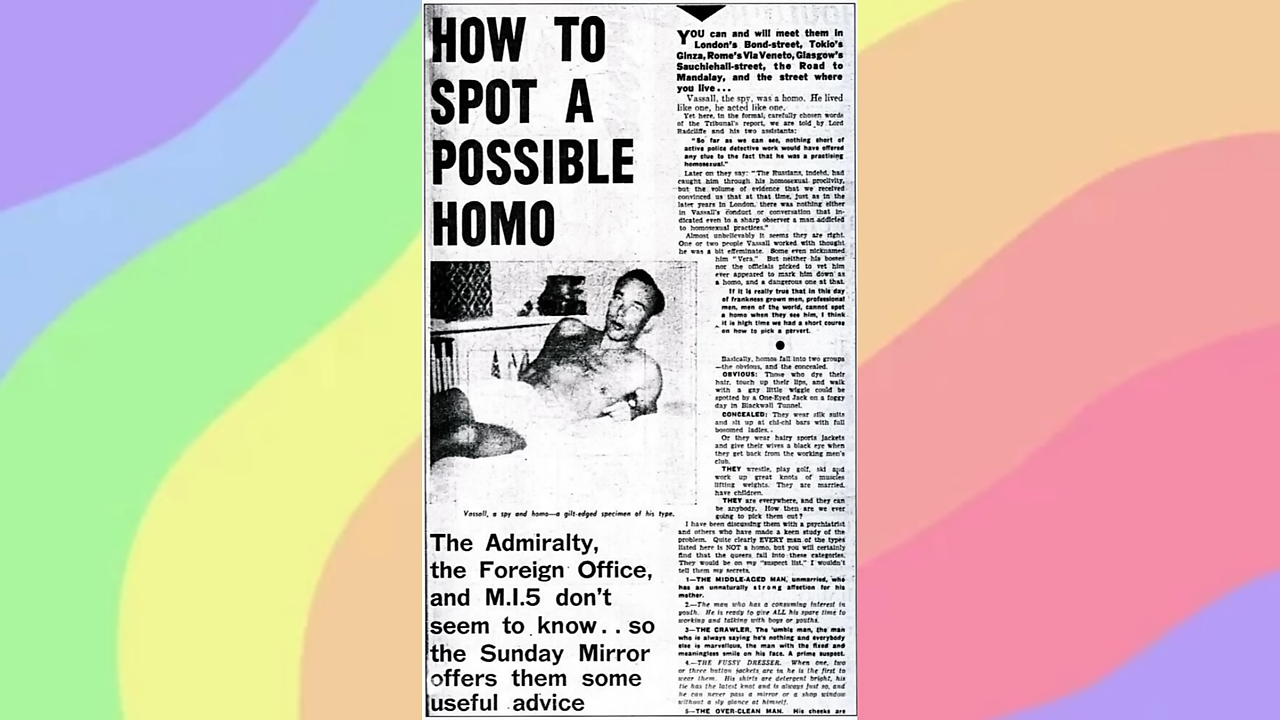 HOW TO
SPOT A
POSSIBLE
HOMO
Vassall, a spy and homo—a gilt-edged specimen of his type.
The Admiralty,
the Foreign Office,
and M.I.5 don't
seem to know. . so
the Sunday Mirror
offers them some
useful advice
YOU can and will meet them in
London's Bond-street, Tokio's
Ginza, Rome's Via Veneto, Glasgow's
Sauchiehall-street, the Road to
Mandalay, and the street where
you live . . .
Vassall, the spy, was a homo. He lived
like one, he acted like one.
Yet here, in the formal, carefully chosen words
of the Tribunal's report, we are told by Lord
Radcliffe and his two assistants:
"So far as we can see, nothing short of
active police detective work would have offered
any clue to the fact that he was a practising
homosexual."
Later on they say: "The Russians, indeed, had
caught him through his homosexual proclivity,
but the volume of evidence that we received
convinced us that at that time, just as in the
later years in London, there was nothing either
in Vassall's conduct or conversation that in-
dicated even to a sharp observer a man addicted
to homosexual practices."
Almost unbelievably it seems they are right.
One or two people Vassall worked with thought
he was a bit effeminate. Some even nicknamed
him "Vera." But neither his bosses
nor the officials picked to vet him
ever appeared to mark him down as
a homo, and a dangerous one at that.
If it is really true that in this day
of frankness grown men, professional
men, men of the world, cannot spot
a homo when they see him, I think
it is high time we had a short course
on how to pick a pervert.
Basically, homos fall into two groups
—the obvious, and the concealed.
OBVIOUS: Those who dye their
hair, touch up their lips, and walk
with a gay little wiggle could be
spotted by a One-Eyed Jack on a foggy
day in Blackwall Tunnel.
CONCEALED: They wear silk suits
and sit up at chi-chi bars with full
bosomed ladies..
Or they wear hairy sports jackets
and give their wives a black eye when
they get back from the working men's
club.
THEY wrestle, play golf, ski and
work up great knots of muscles
lifting weights. They are married,
have children.
THEY are everywhere, and they can
be anybody. How then are we ever
going to pick them out?
I have been discussing them with a psychiatrist
and others who have made a keen study of the
problem. Quite clearly EVERY man of the types
listed here is NOT a homo, but you will certainly
find that the queers fall into these categories.
They would be on my "suspect list." I wouldn't
tell them my secrets.
1—THE MIDDLE-AGED MAN, unmarried, who
has an unnaturally strong affection for his
mother.
2.—The man who has a consuming interest in
youth. He is ready to give ALL his spare time to
working and talking with boys or youths.
3—THE CRAWLER. The 'umble man, the man
who is always saying he's nothing and everybody
else is marvellous, the man with the fixed and
meaningless smile on his face. A prime suspect.
4.—THE FUSSY DRESSER. When one, two
or three button jackets are in he is the first to
wear them. His shirts are detergent bright, his
tie has the latest knot and is always just so, and
he can never pass a mirror or a shop window
without a sly glance at himself.
5—THE OVER-CLEAN MAN. His cheeks are